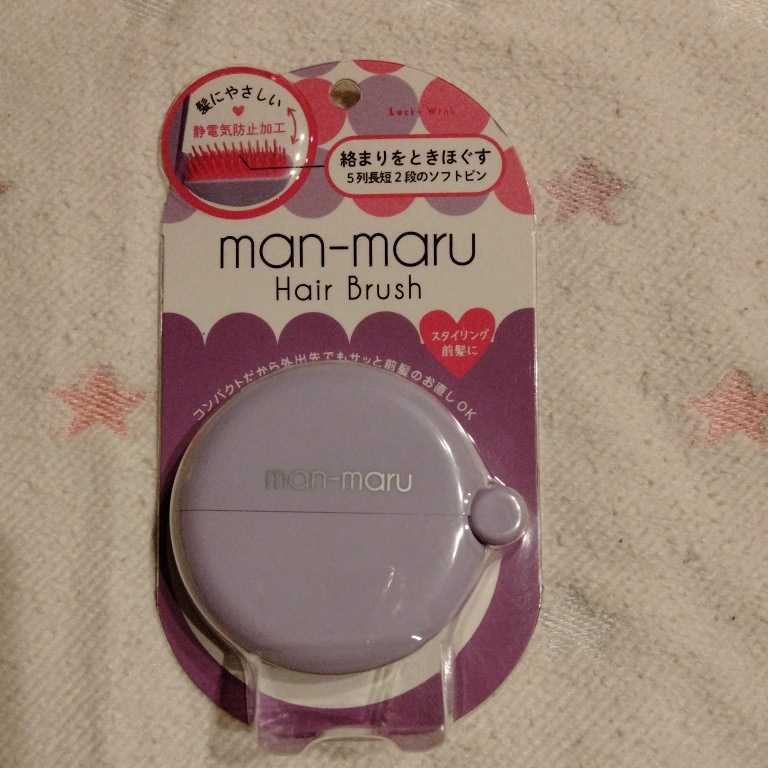 髪にやさしい
♥
静電気防止加工
Lucky Wink
絡まりをときほぐす
5列長短2段のソフトピン
man-maru
Hair Brush
スタイリング
前髪に
コンパクトだから外出先でもサッと前髪のお直しOK
man-maru